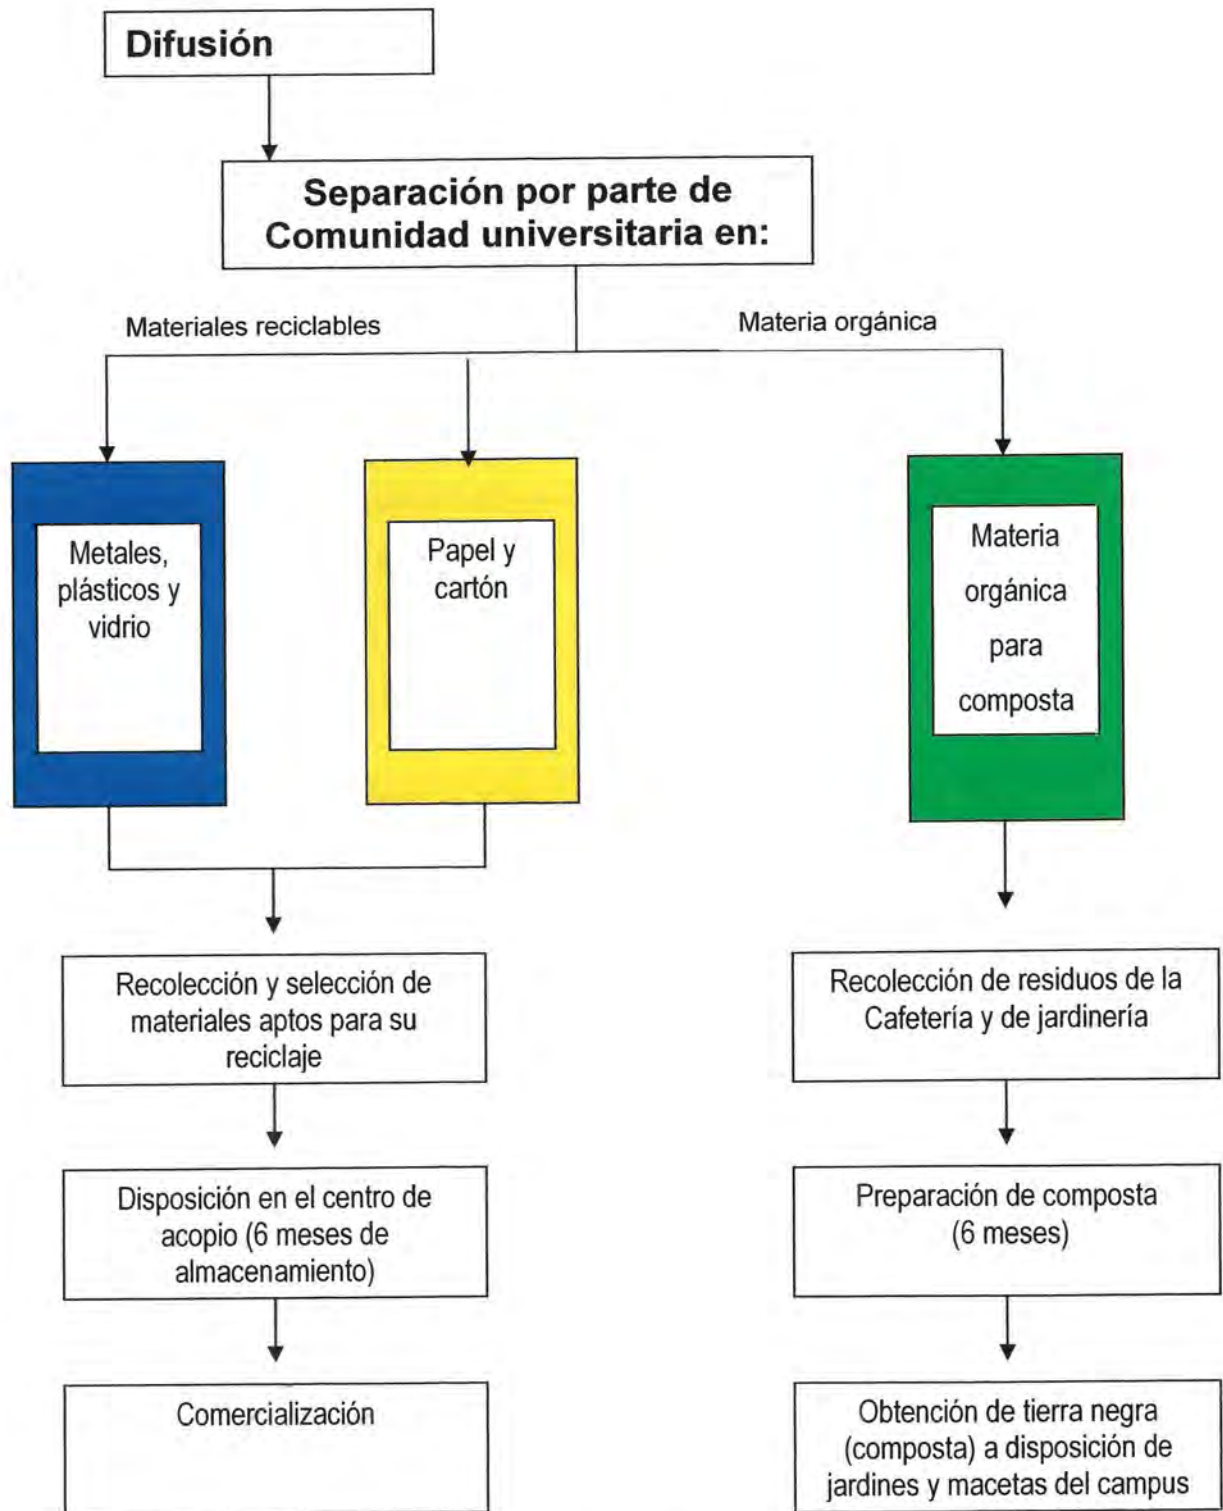 Difusión
Separación por parte de
Comunidad universitaria en:
Materiales reciclables
Materia orgánica
Metales,
plásticos y
vidrio
Papel y
cartón
Materia
orgánica
para
composta
Recolección y selección de
materiales aptos para su
reciclaje
Recolección de residuos de la
Cafetería y de jardinería
Disposición en el centro de
acopio (6 meses de
almacenamiento)
Preparación de composta
(6 meses)
Comercialización
Obtención de tierra negra
(composta) a disposición de
jardines y macetas del campus